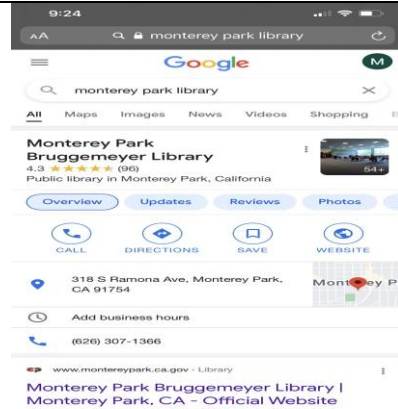 9:24
AA monterey park library
Google
M
monterey park library
All Maps Images News Videos Shopping
Monterey Park
Bruggemeyer Library
4.3 (96)
54+
Public library in Monterey Park, California
Overview Updates Reviews Photos
CALL DIRECTIONS SAVE WEBSITE
318 S Ramona Ave, Monterey Park,
CA 91754
Mont ey P
Add business hours
(626) 307-1366
www.montereypark.ca.gov › Library
Monterey Park Bruggemeyer Library |
Monterey Park, CA - Official Website